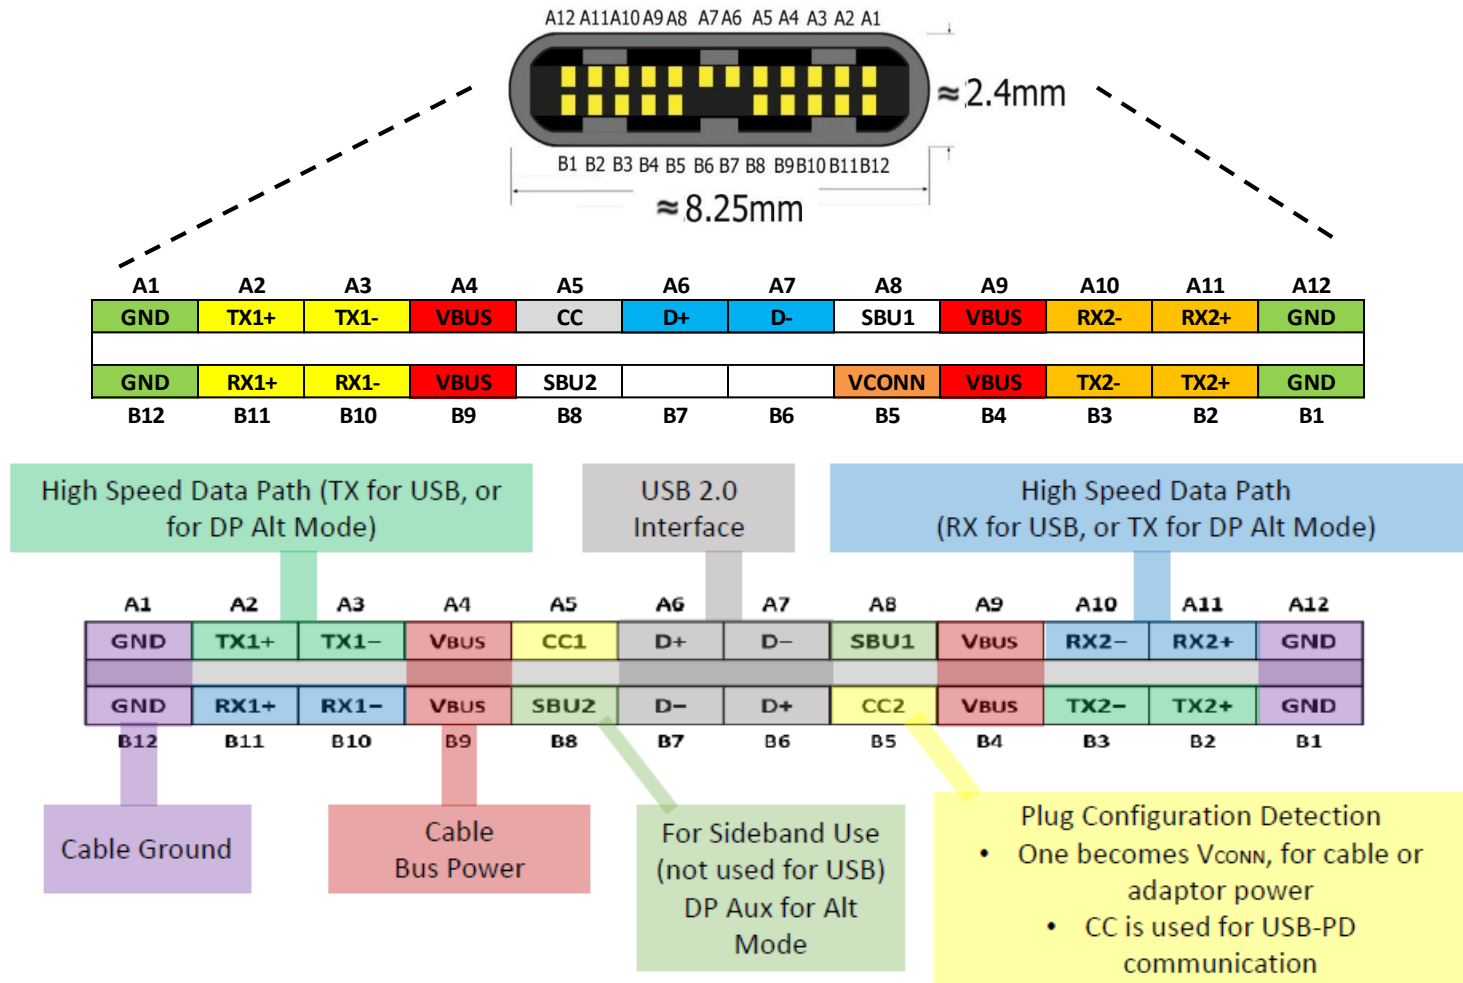 A12 A11 A10 A9 A8 A7 A6 A5 A4 A3 A2 A1
≈2.4mm
B1 B2 B3 B4 B5 B6 B7 B8 B9 B10 B11 B12
≈8.25mm
A1 A2 A3 A4 A5 A6 A7 A8 A9 A10 A11 A12
GND TX1+ TX1- VBUS CC D+ D- SBU1 VBUS RX2- RX2+ GND
GND RX1+ RX1- VBUS SBU2 VCONN VBUS TX2- TX2+ GND
B12 B11 B10 B9 B8 B7 B6 B5 B4 B3 B2 B1
High Speed Data Path (TX for USB, or
for DP Alt Mode)
USB 2.0
Interface
High Speed Data Path
(RX for USB, or TX for DP Alt Mode)
A1 A2 A3 A4 A5 A6 A7 A8 A9 A10 A11 A12
GND TX1+ TX1− VBUS CC1 D+ D− SBU1 VBUS RX2− RX2+ GND
GND RX1+ RX1− VBUS SBU2 D− D+ CC2 VBUS TX2− TX2+ GND
B12 B11 B10 B9 B8 B7 B6 B5 B4 B3 B2 B1
Cable Ground
Cable
Bus Power
For Sideband Use
(not used for USB)
DP Aux for Alt
Mode
Plug Configuration Detection
• One becomes VCONN, for cable or
adaptor power
• CC is used for USB-PD
communication